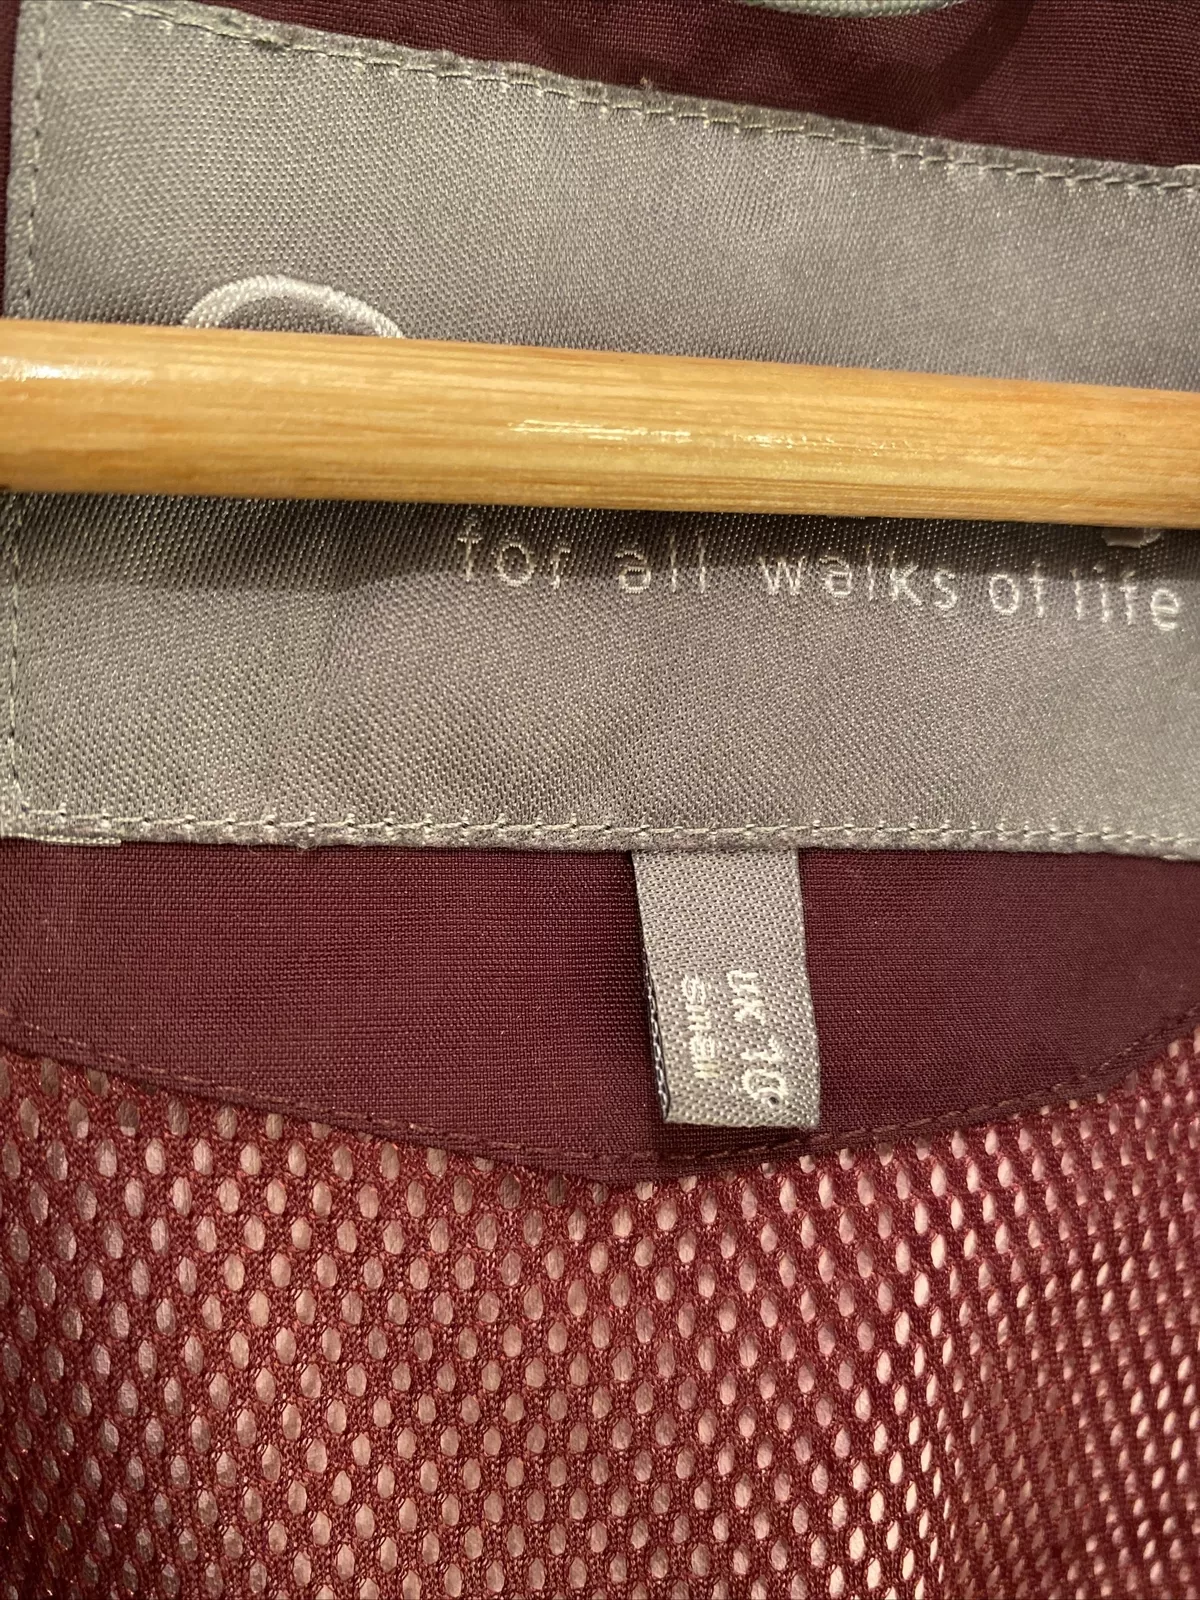 for all walks of life
UK 10
Small